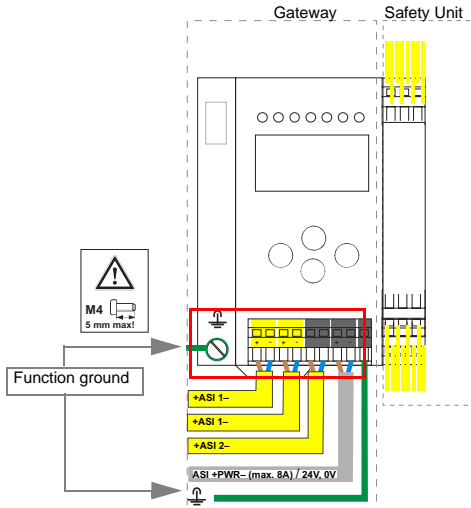 Gateway
Safety Unit
M4
5 mm max!
+ - + - + -
Function ground
+ASI 1–
+ASI 1–
+ASI 2–
ASI +PWR– (max. 8A) / 24V, 0V